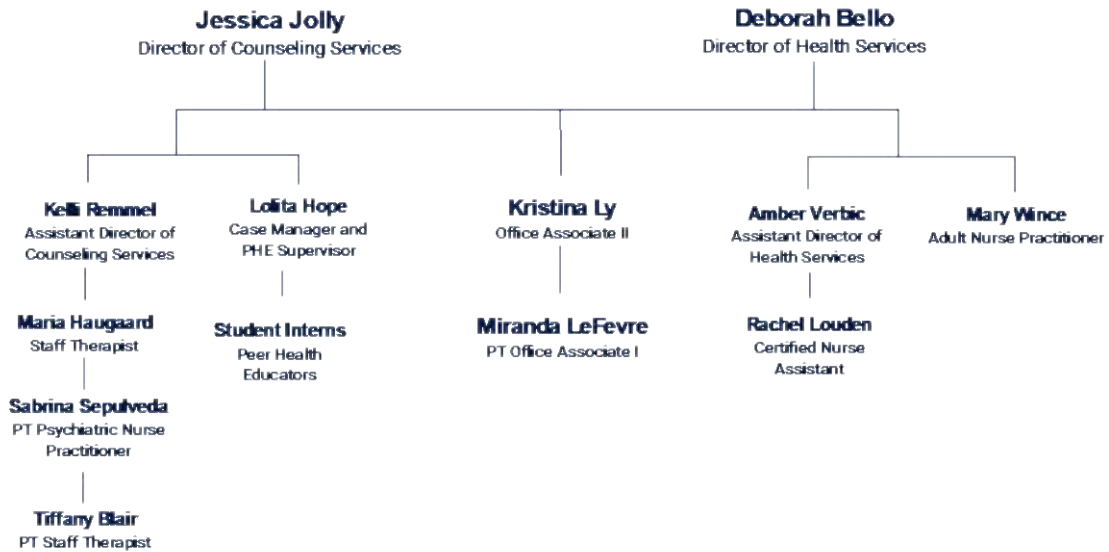 Jessica Jolly
Director of Counseling Services
Deborah Bello
Director of Health Services
Kelli Remmel
Assistant Director of
Counseling Services
Lolita Hope
Case Manager and
PHE Supervisor
Kristina Ly
Office Associate II
Amber Verbic
Assistant Director of
Health Services
Mary Wince
Adult Nurse Practitioner
Maria Haugaard
Staff Therapist
Student Interns
Peer Health
Educators
Miranda LeFevre
PT Office Associate I
Rachel Louden
Certified Nurse
Assistant
Sabrina Sepulveda
PT Psychiatric Nurse
Practitioner
Tiffany Blair
PT Staff Therapist